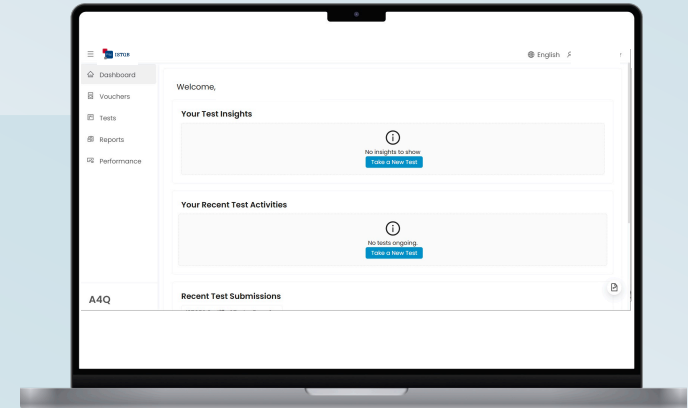 ISTQB
English
Dashboard
Vouchers
Tests
Reports
Performance
A4Q
Welcome,
Your Test Insights
No insights to show
Take a New Test
Your Recent Test Activities
No tests ongoing.
Take a New Test
Recent Test Submissions